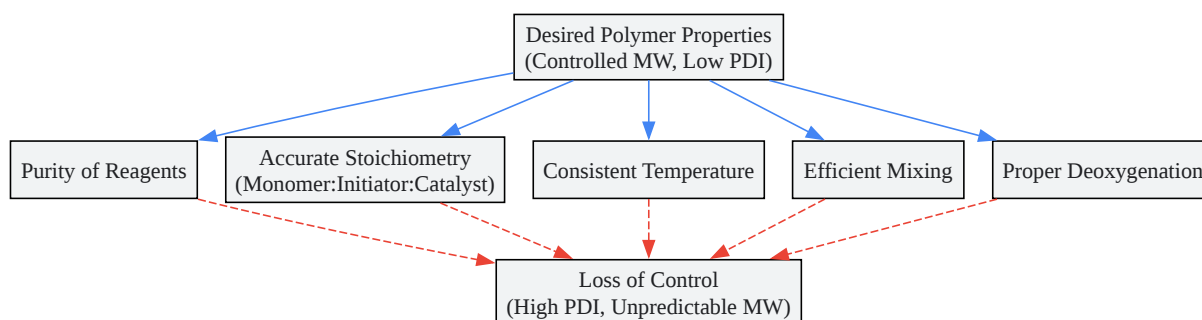 Desired Polymer Properties
(Controlled MW, Low PDI)
Purity of Reagents
Accurate Stoichiometry
(Monomer:Initiator:Catalyst)
Consistent Temperature
Efficient Mixing
Proper Deoxygenation
Loss of Control
(High PDI, Unpredictable MW)